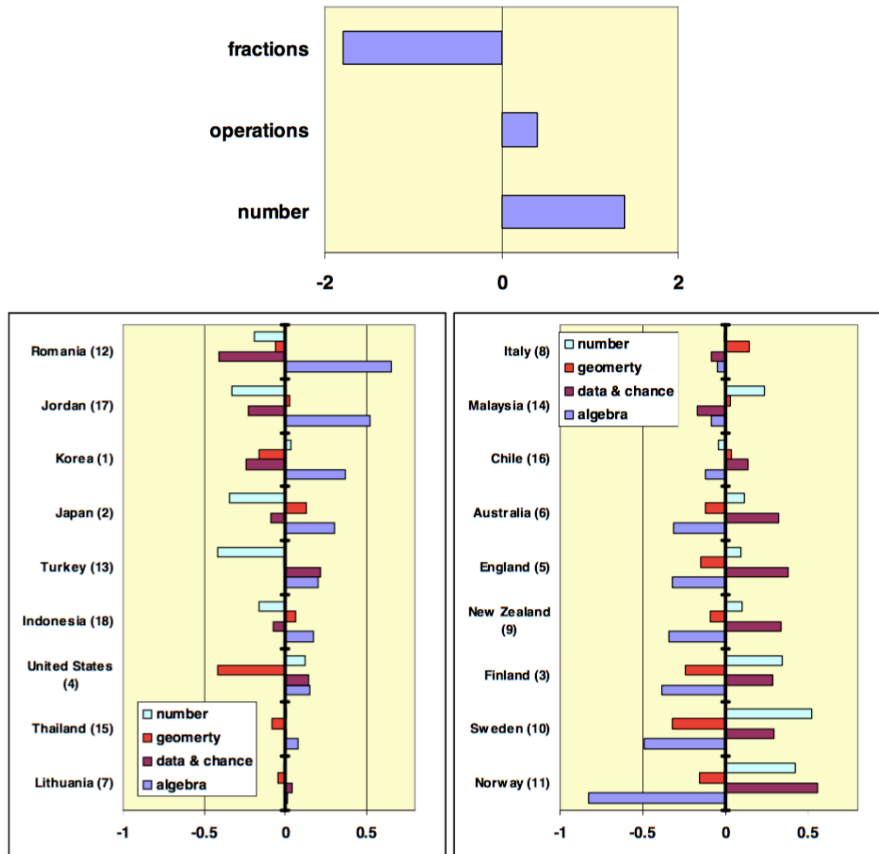 fractions
operations
number
-2 0 2
Romania (12)
Jordan (17)
Korea (1)
Japan (2)
Turkey (13)
Indonesia (18)
United States
(4)
Thailand (15)
Lithuania (7)
number
geomerty
data & chance
algebra
-1 -0.5 0 0.5
number
geomerty
data & chance
algebra
Italy (8)
Malaysia (14)
Chile (16)
Australia (6)
England (5)
New Zealand
(9)
Finland (3)
Sweden (10)
Norway (11)
-1 -0.5 0 0.5